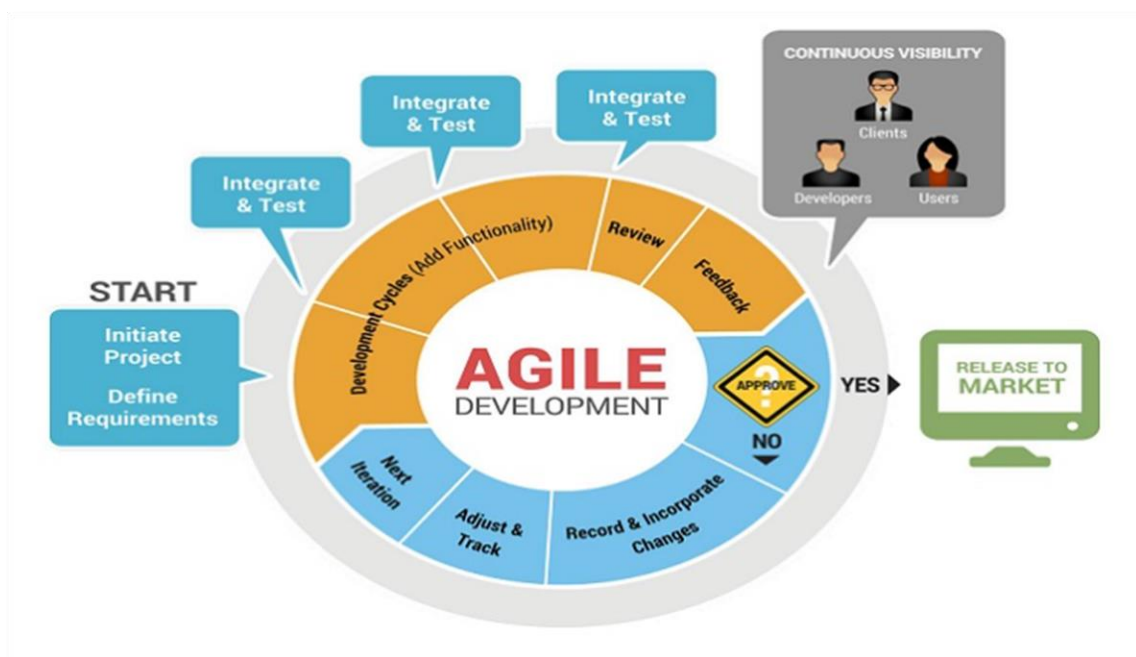 START
Initiate
Project
Define
Requirements
Integrate
& Test
Integrate
& Test
Integrate
& Test
CONTINUOUS VISIBILITY
Clients
Developers
Users
Development Cycles (Add Functionality)
Review
Feedback
?
APPROVE
YES
NO
RELEASE TO
MARKET
Record & Incorporate
Changes
Adjust &
Track
Next
Iteration
AGILE
DEVELOPMENT